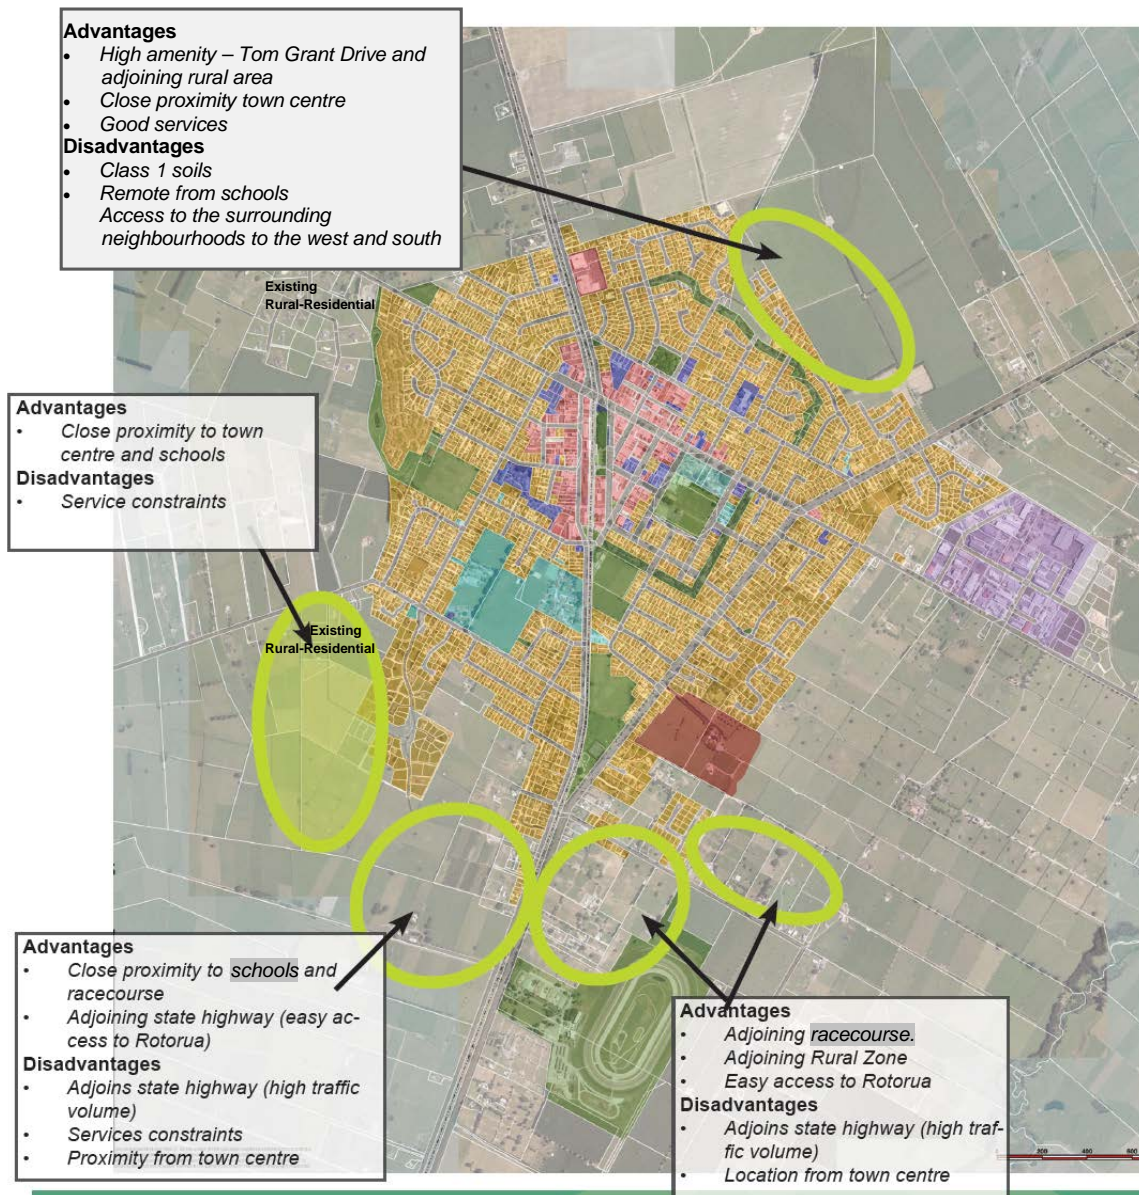 Advantages
• High amenity – Tom Grant Drive and
adjoining rural area
• Close proximity town centre
• Good services
Disadvantages
• Class 1 soils
• Remote from schools
Access to the surrounding
neighbourhoods to the west and south
Existing
Rural-Residential
Advantages
• Close proximity to town
centre and schools
Disadvantages
• Service constraints
Existing
Rural-Residential
Advantages
• Close proximity to schools and
racecourse
• Adjoining state highway (easy ac-
cess to Rotorua)
Disadvantages
• Adjoins state highway (high traffic
volume)
• Services constraints
• Proximity from town centre
Advantages
• Adjoining racecourse.
• Adjoining Rural Zone
• Easy access to Rotorua
Disadvantages
• Adjoins state highway (high traf-
fic volume)
• Location from town centre
200 400 600